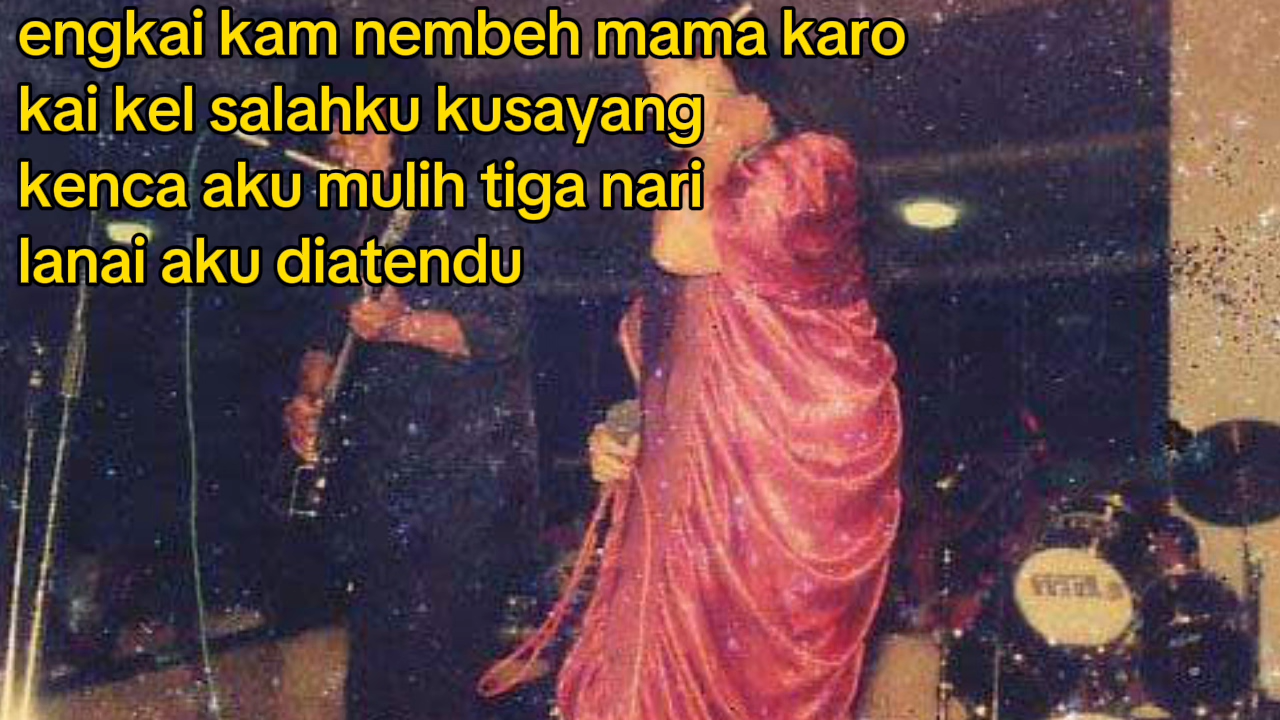 engkai kam nembeh mama karo
kai kel salahku kusayang
kenca aku mulih tiga nari
lanai aku diatendu